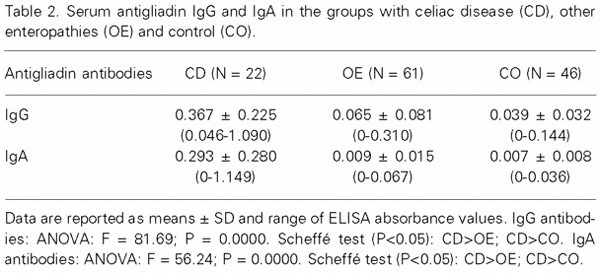 Table 2. Serum antigliadin IgG and IgA in the groups with celiac disease (CD), other
enteropathies (OE) and control (CO).
Antigliadin antibodies CD (N = 22) OE (N = 61) CO (N = 46)
IgG 0.367 ± 0.225 0.065 ± 0.081 0.039 ± 0.032
(0.046-1.090) (0-0.310) (0-0.144)
IgA 0.293 ± 0.280 0.009 ± 0.015 0.007 ± 0.008
(0-1.149) (0-0.067) (0-0.036)
Data are reported as means ± SD and range of ELISA absorbance values. IgG antibod-
ies: ANOVA: F = 81.69; P = 0.0000. Scheffé test (P<0.05): CD>OE; CD>CO. IgA
antibodies: ANOVA: F = 56.24; P = 0.0000. Scheffé test (P<0.05): CD>OE; CD>CO.